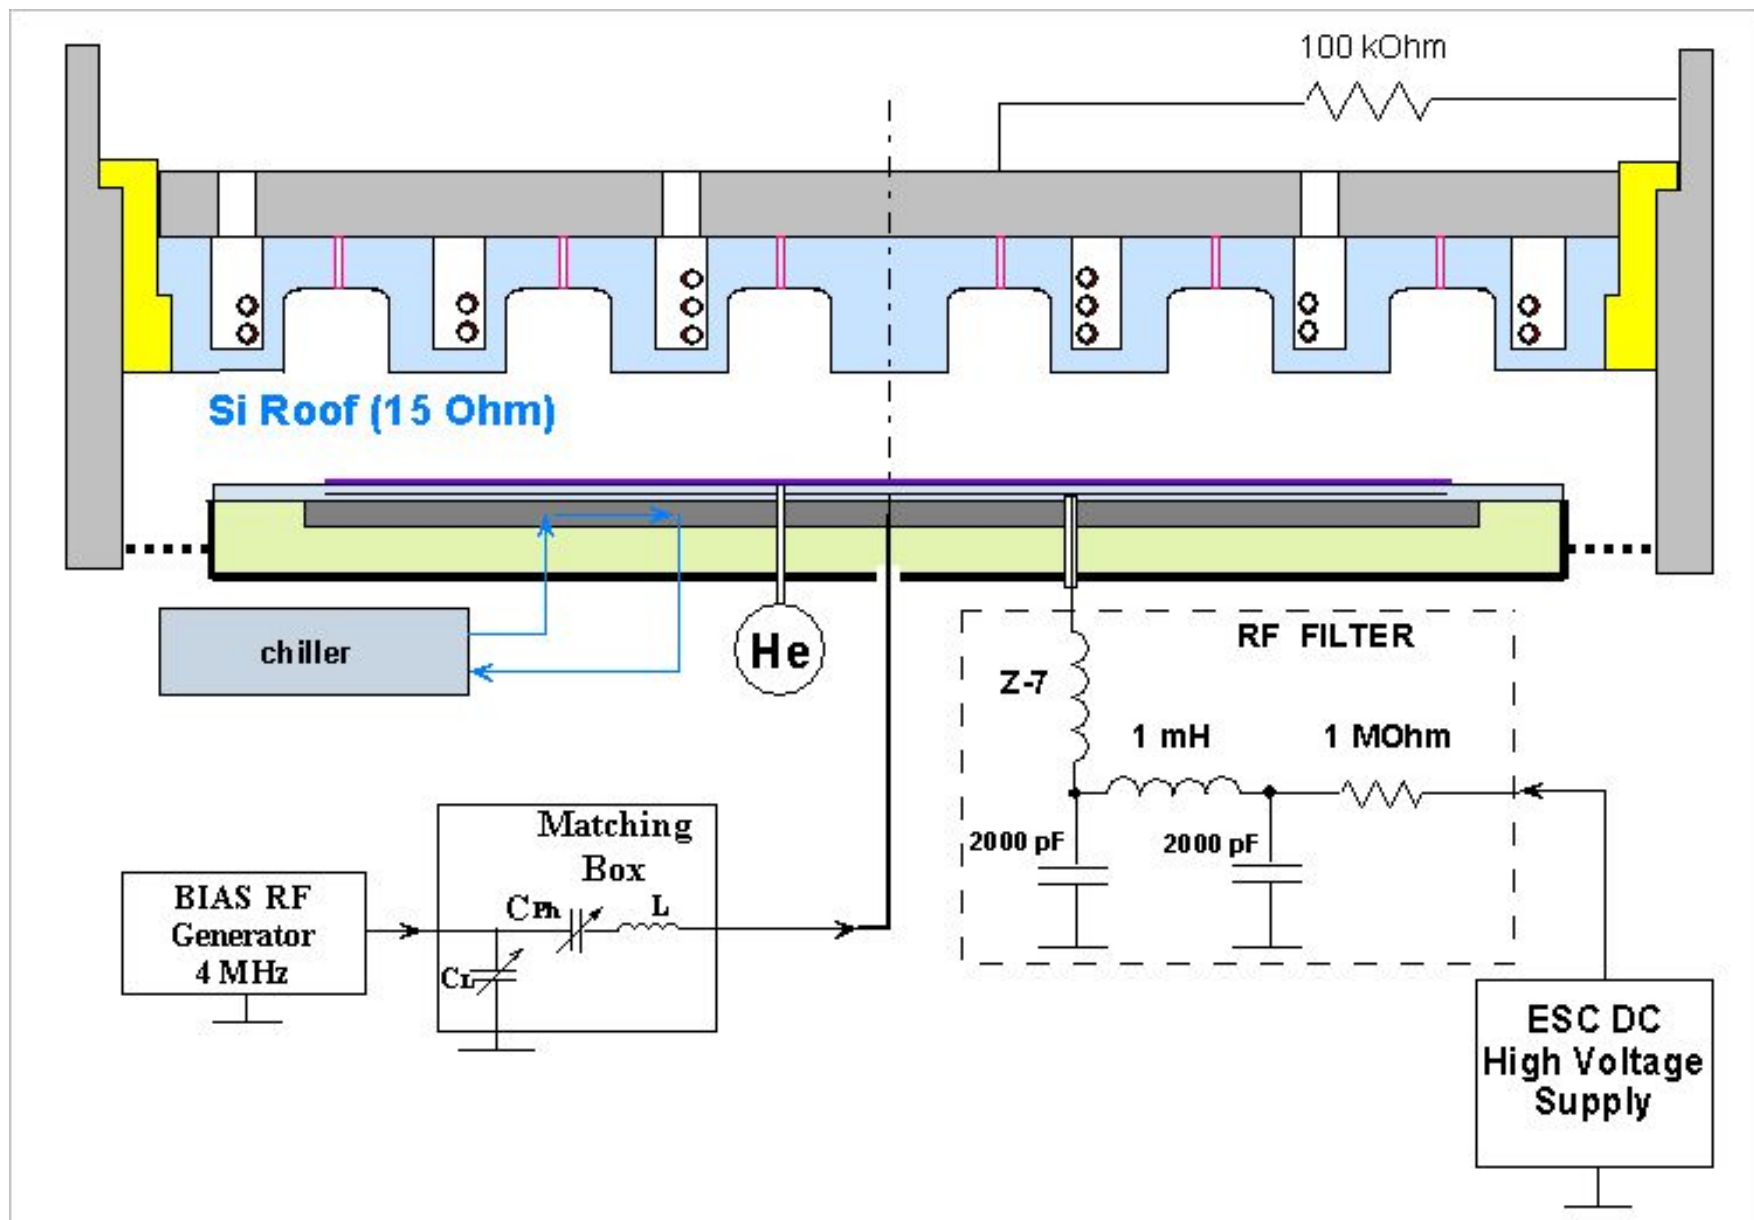 100 kOhm
Si Roof (15 Ohm)
chiller
He
RF FILTER
Z-7
1 mH
1 MOhm
2000 pF
2000 pF
Matching
Box
CPh
L
CL
BIAS RF
Generator
4 MHz
ESC DC
High Voltage
Supply